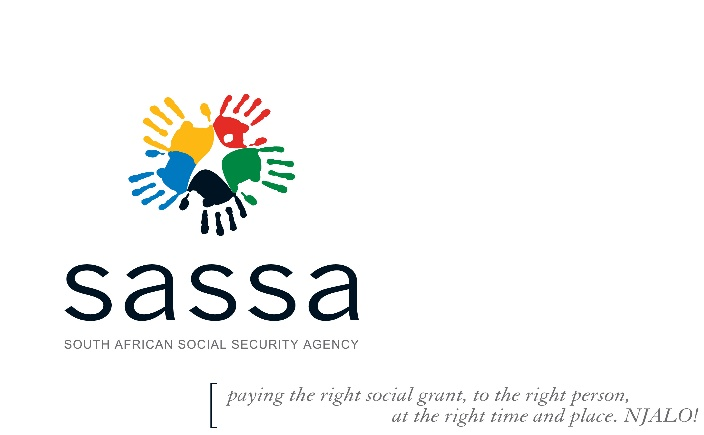 sassa
SOUTH AFRICAN SOCIAL SECURITY AGENCY
paying the right social grant, to the right person,
at the right time and place. NJALO!